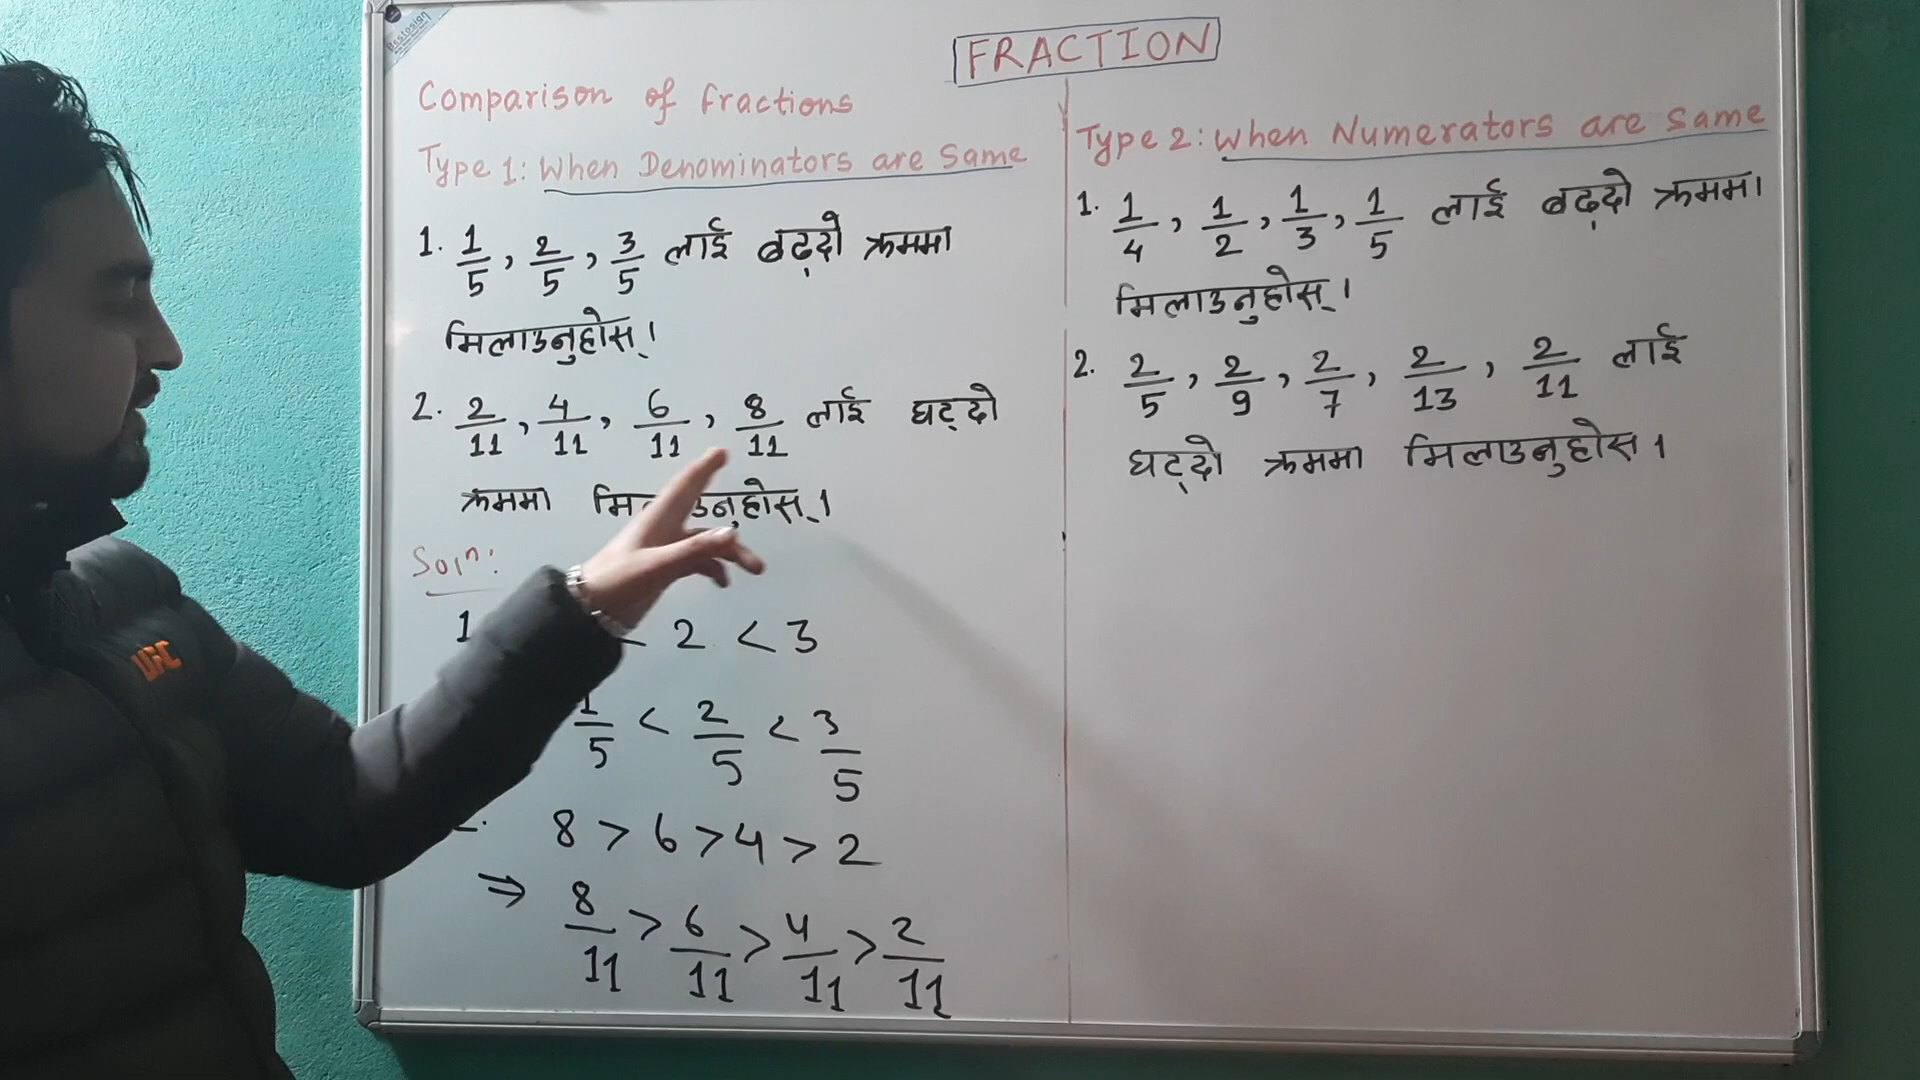 Bestosign
FRACTION
Comparison of fractions
Type 1: When Denominators are Same
1. 1/5, 2/5, 3/5 लाई बढ्दो क्रममा
मिलाउनुहोस्।
2. 2/11, 4/11, 6/11, 8/11 लाई घट्दो
क्रममा मिलाउनुहोस्।
Solⁿ:
1 < 2 < 3
1/5 < 2/5 < 3/5
8 > 6 > 4 > 2
⇒ 8/11 > 6/11 > 4/11 > 2/11
Type 2: When Numerators are Same
1. 1/4, 1/2, 1/3, 1/5 लाई बढ्दो क्रममा।
मिलाउनुहोस्।
2. 2/5, 2/9, 2/7, 2/13, 2/11 लाई
घट्दो क्रममा मिलाउनुहोस।